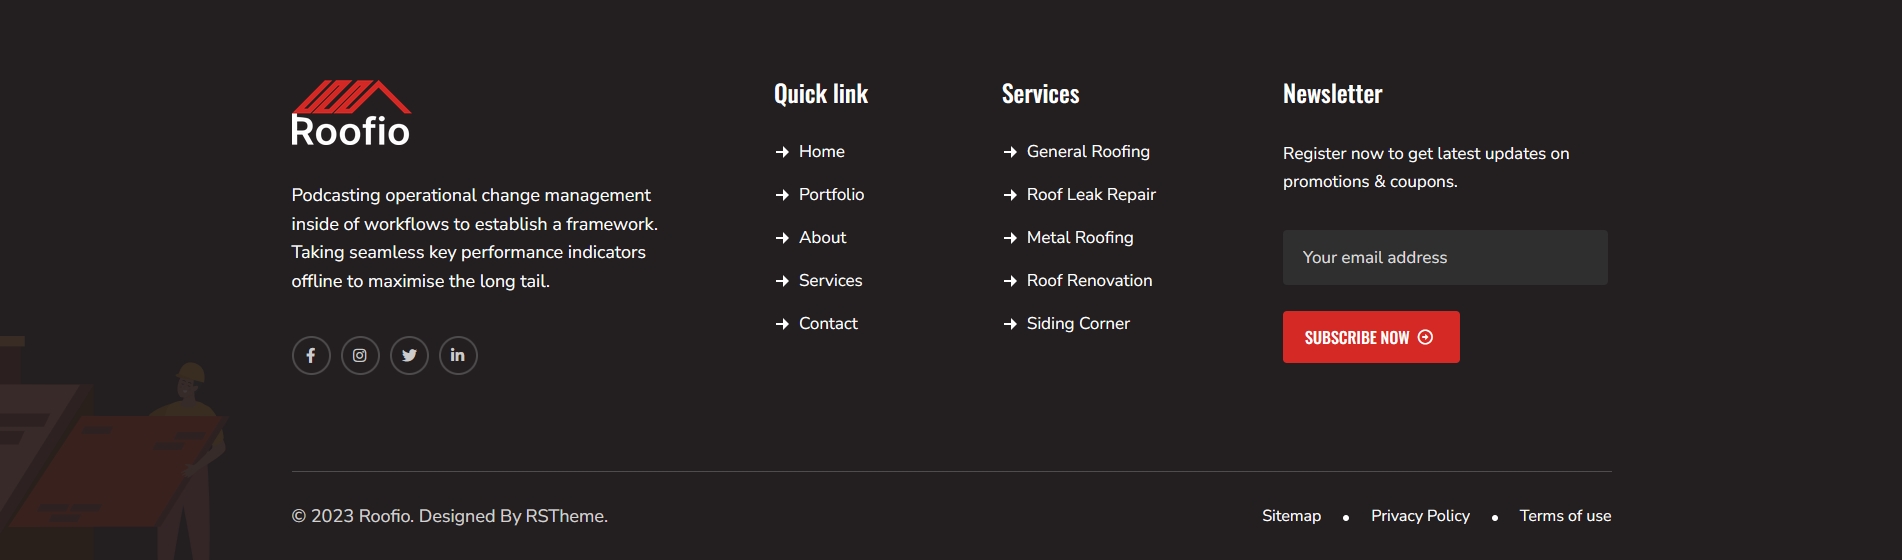 Roofio
Podcasting operational change management
inside of workflows to establish a framework.
Taking seamless key performance indicators
offline to maximise the long tail.
Quick link
Home
Portfolio
About
Services
Contact
Services
General Roofing
Roof Leak Repair
Metal Roofing
Roof Renovation
Siding Corner
Newsletter
Register now to get latest updates on
promotions & coupons.
Your email address
SUBSCRIBE NOW
© 2023 Roofio. Designed By RSTheme.
Sitemap • Privacy Policy • Terms of use